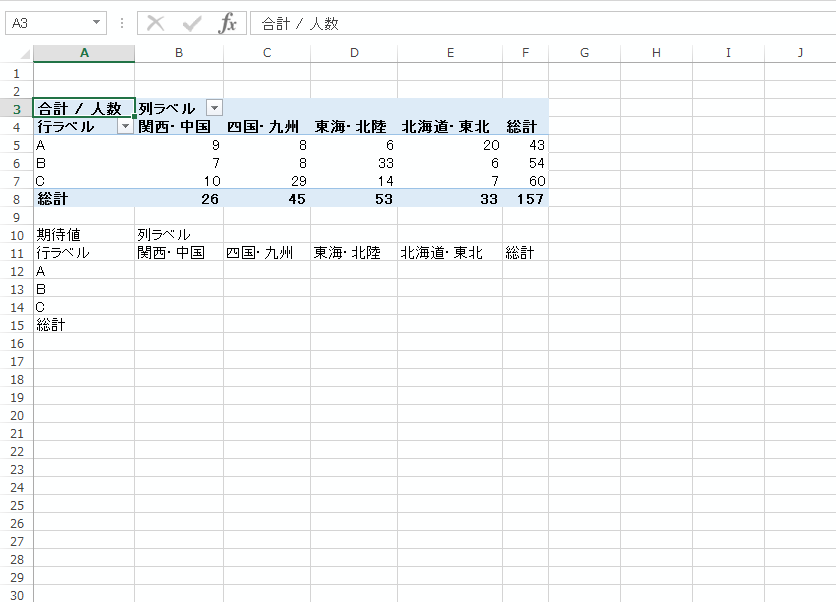 A3 fx 合計 / 人数
A B C D E F G H I J
1
2
3 合計 / 人数 列ラベル
4 行ラベル 関西・中国 四国・九州 東海・北陸 北海道・東北 総計
5 A 9 8 6 20 43
6 B 7 8 33 6 54
7 C 10 29 14 7 60
8 総計 26 45 53 33 157
9
10 期待値 列ラベル
11 行ラベル 関西・中国 四国・九州 東海・北陸 北海道・東北 総計
12 A
13 B
14 C
15 総計
16
17
18
19
20
21
22
23
24
25
26
27
28
29
30